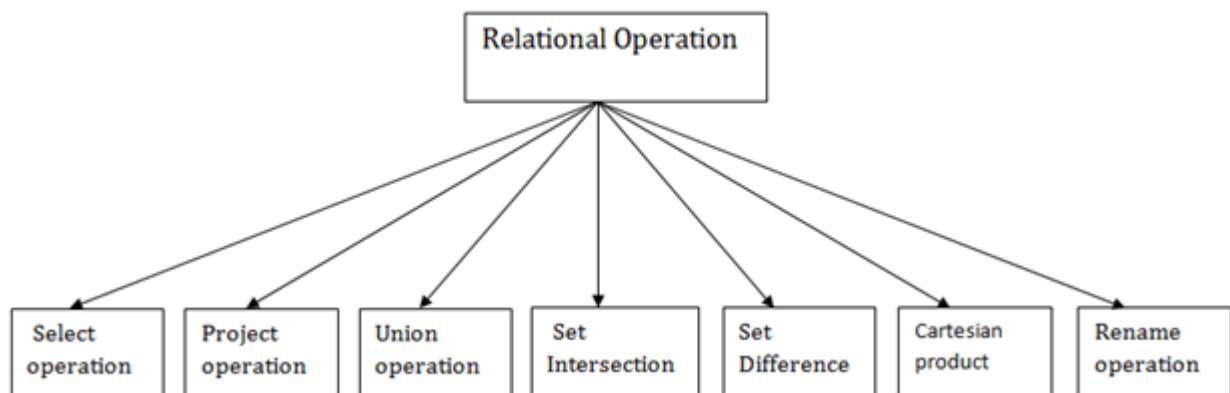 Relational Operation
Select
operation
Project
operation
Union
operation
Set
Intersection
Set
Difference
Cartesian
product
Rename
operation